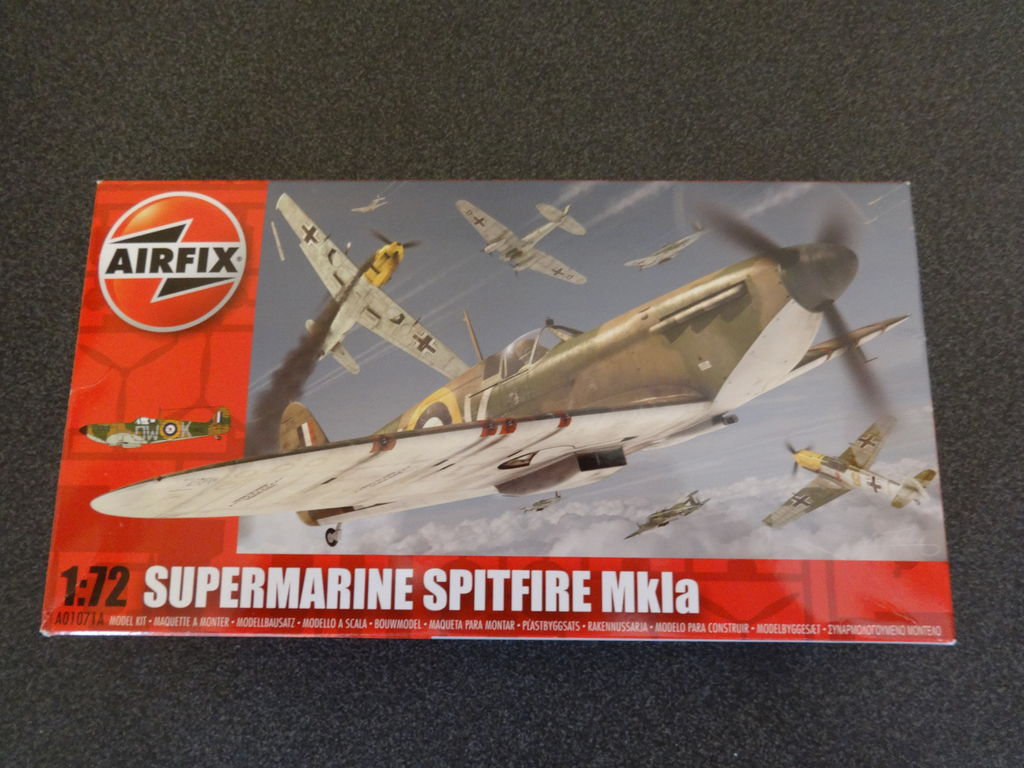 AIRFIX
QW K
1:72 SUPERMARINE SPITFIRE MkIa
A01071A MODEL KIT • MAQUETTE A MONTER • MODELLBAUSATZ • MODELLO A SCALA • BOUWMODEL • MAQUETA PARA MONTAR • PLASTBYGGSATS • RAKENNUSSARJA • MODELO PARA CONSTRUIR • MODELBYGGESÆT • ΣΥΝΑΡΜΟΛΟΓΟΥΜΕΝΟ ΜΟΝΤΕΛΟ